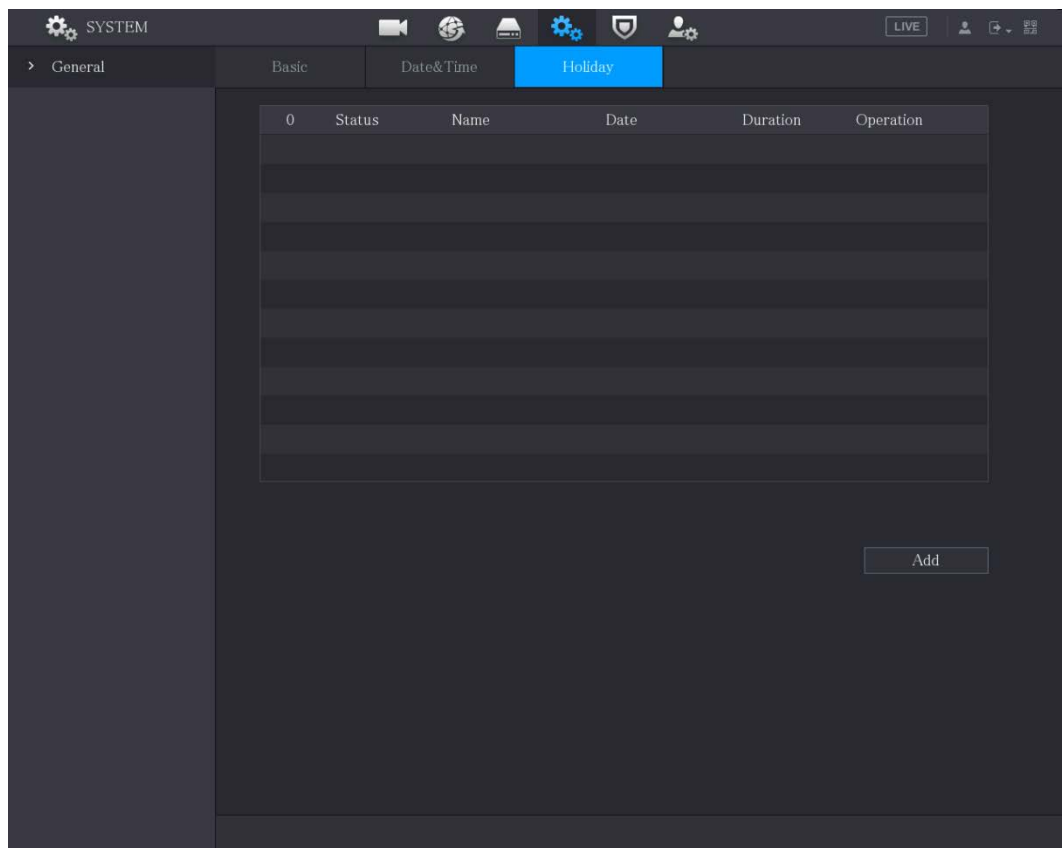 SYSTEM
LIVE
General
Basic Date&Time Holiday
0 Status Name Date Duration Operation
Add